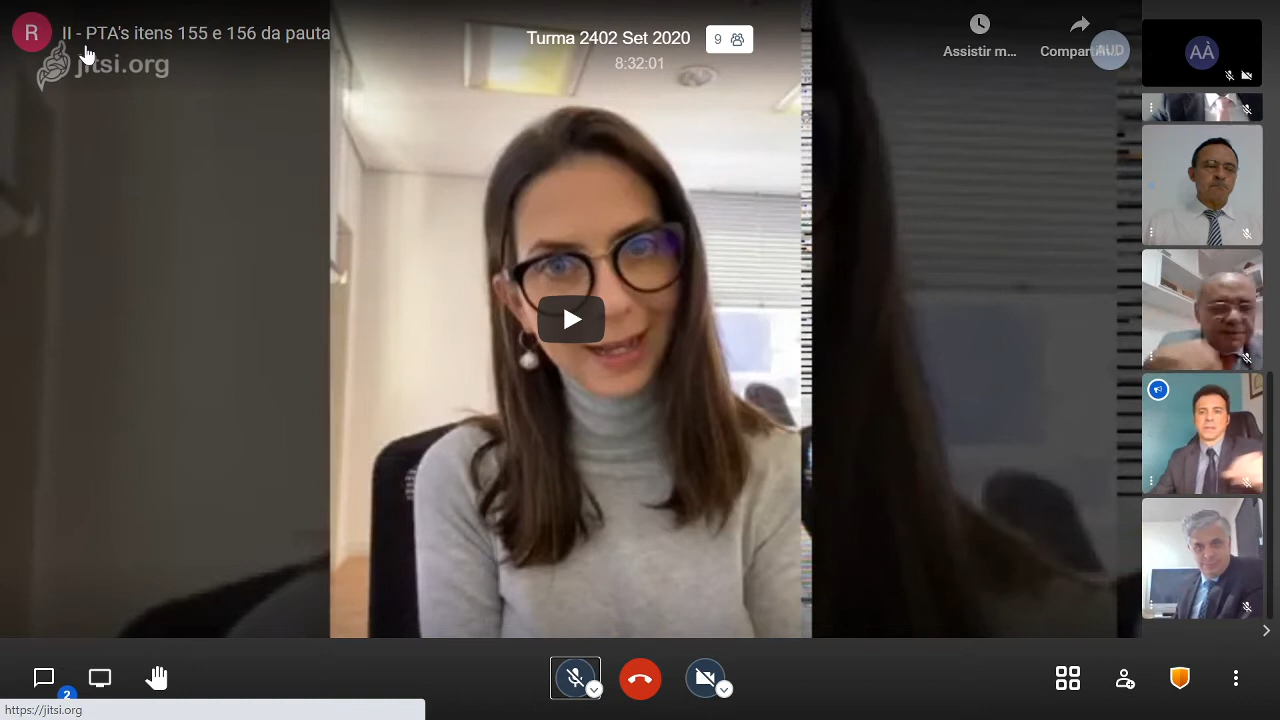 R
II - PTA's itens 155 e 156 da pauta
jitsi.org
Turma 2402 Set 2020
9
8:32:01
Assistir m...
Compart
AUD
AÀ
2
https://jitsi.org